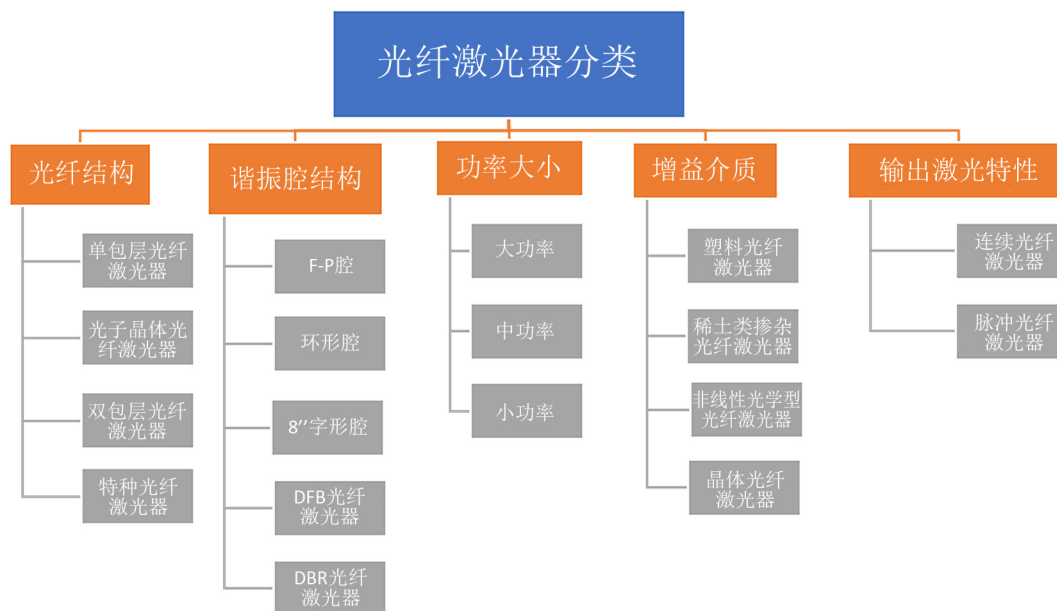 光纤激光器分类
光纤结构
单包层光纤
激光器
光子晶体光
纤激光器
双包层光纤
激光器
特种光纤
激光器
谐振腔结构
F-P腔
环形腔
8’’字形腔
DFB光纤
激光器
DBR光纤
激光器
功率大小
大功率
中功率
小功率
增益介质
塑料光纤
激光器
稀土类掺杂
光纤激光器
非线性光学型
光纤激光器
晶体光纤
激光器
输出激光特性
连续光纤
激光器
脉冲光纤
激光器